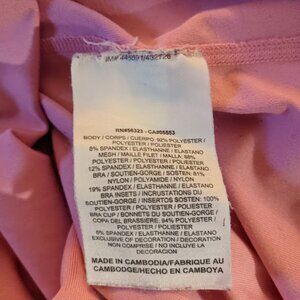 RN#56323 - CA#05553
BODY / CORPS / CUERPO: 92% POLYESTER /
POLYESTER / POLIESTER
8% SPANDEX / ELASTHANNE / ELASTANO
MESH / MAILLE FILET / MALLA: 88%
POLYESTER / POLYESTER / POLIESTER
12% SPANDEX / ELASTHANNE / ELASTANO
BRA / SOUTIEN-GORGE / SOSTEN: 81%
NYLON / POLYAMIDE / NYLON
19% SPANDEX / ELASTHANNE / ELASTANO
BRA INSETS / INCRUSTATIONS DU
SOUTIEN-GORGE / INSERTOS SOSTEN: 100%
POLYESTER / POLYESTER / POLIESTER
BRA CUP / BONNETS DU SOUTIEN-GORGE /
COPA DEL BRASSIERE: 94% POLYESTER /
POLYESTER / POLIESTER
6% SPANDEX / ELASTHANNE / ELASTANO
EXCLUSIVE OF DECORATION / DECORATION
NON COMPRISE / NO INCLUYE LA
DECORACION
MADE IN CAMBODIA/FABRIQUE AU
CAMBODGE/HECHO EN CAMBOYA